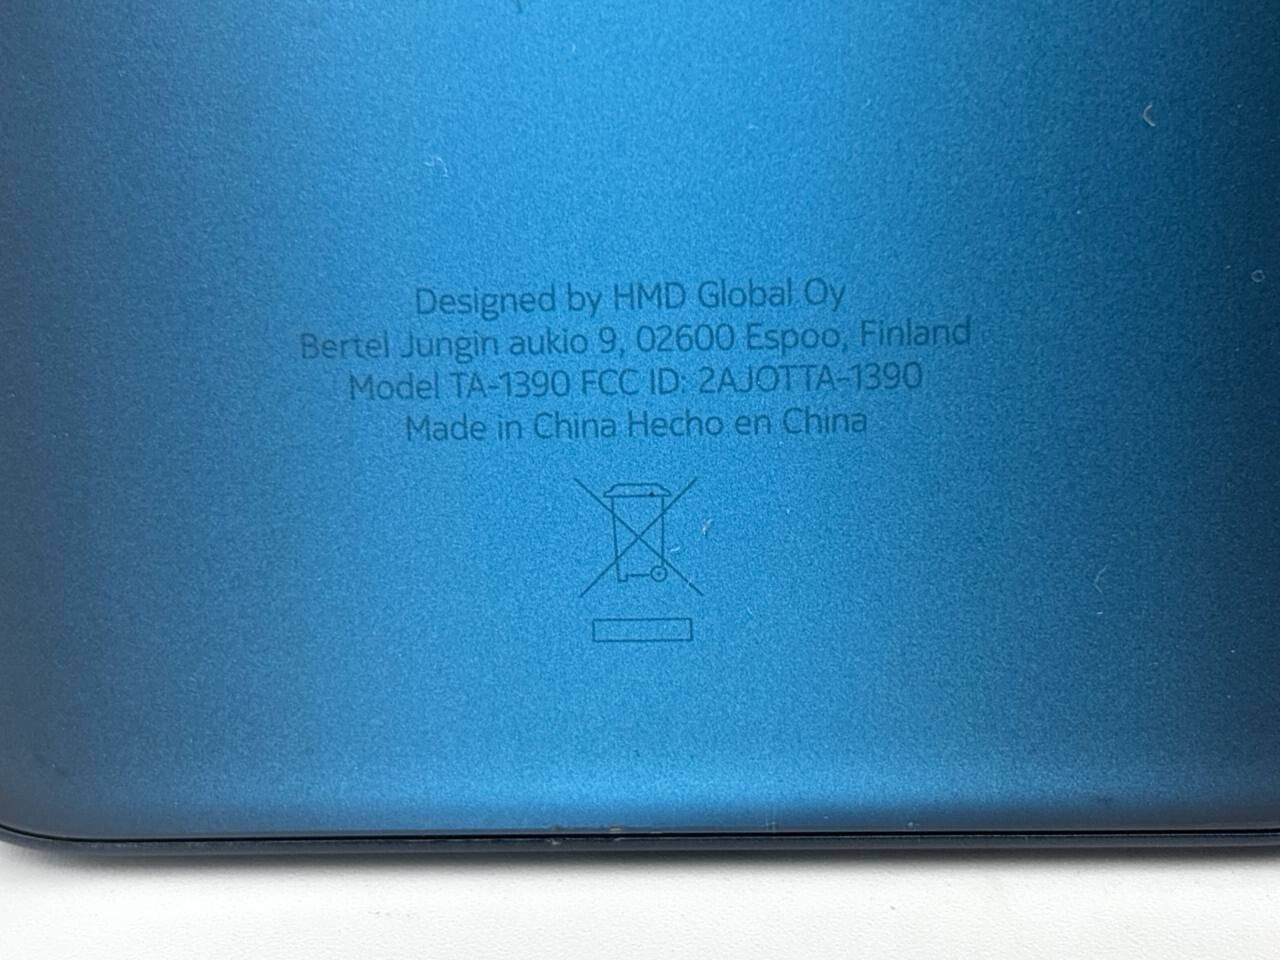 Designed by HMD Global Oy
Bertel Jungin aukio 9, 02600 Espoo, Finland
Model TA-1390 FCC ID: 2AJOTTA-1390
Made in China Hecho en China